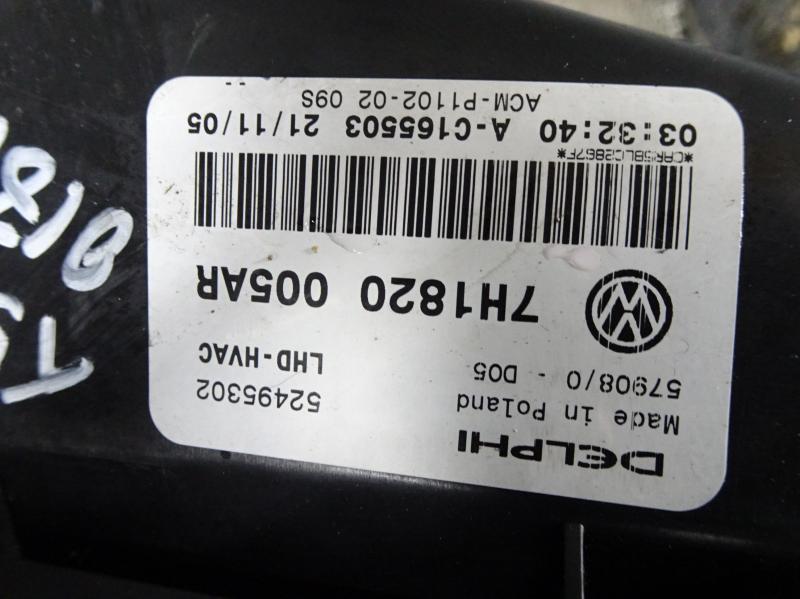 DELPHI
Made in Poland 52495302
57908/0 - D05 LHD-HVAC
7H1820 005AR
*CAR58LC2867F*
03:32:40 A-C165503 21/11/05
ACM-P1102-02 09S